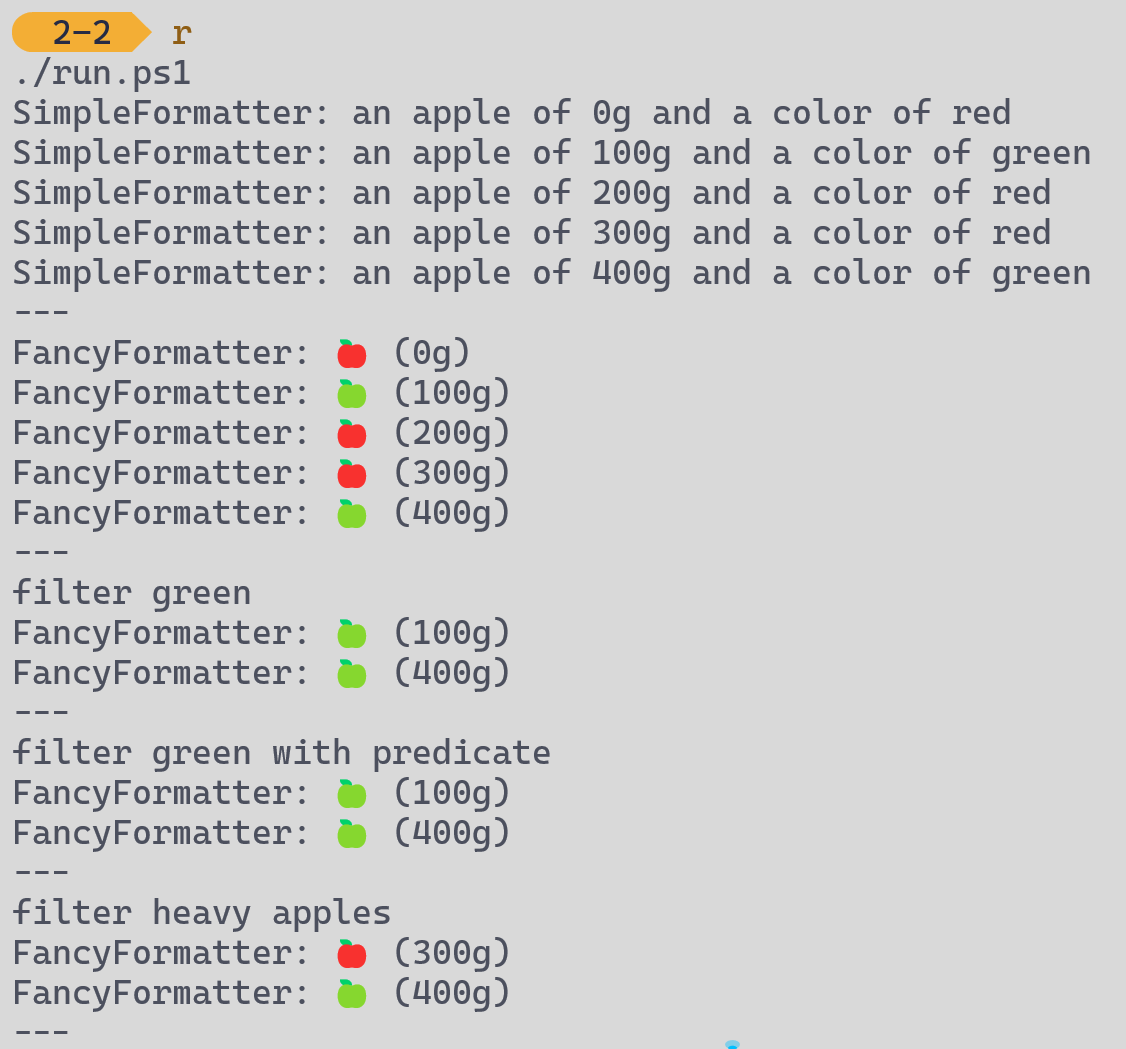 2-2 r
./run.ps1
SimpleFormatter: an apple of 0g and a color of red
SimpleFormatter: an apple of 100g and a color of green
SimpleFormatter: an apple of 200g and a color of red
SimpleFormatter: an apple of 300g and a color of red
SimpleFormatter: an apple of 400g and a color of green
---
FancyFormatter: 🍎 (0g)
FancyFormatter: 🍏 (100g)
FancyFormatter: 🍎 (200g)
FancyFormatter: 🍎 (300g)
FancyFormatter: 🍏 (400g)
---
filter green
FancyFormatter: 🍏 (100g)
FancyFormatter: 🍏 (400g)
---
filter green with predicate
FancyFormatter: 🍏 (100g)
FancyFormatter: 🍏 (400g)
---
filter heavy apples
FancyFormatter: 🍎 (300g)
FancyFormatter: 🍏 (400g)
---